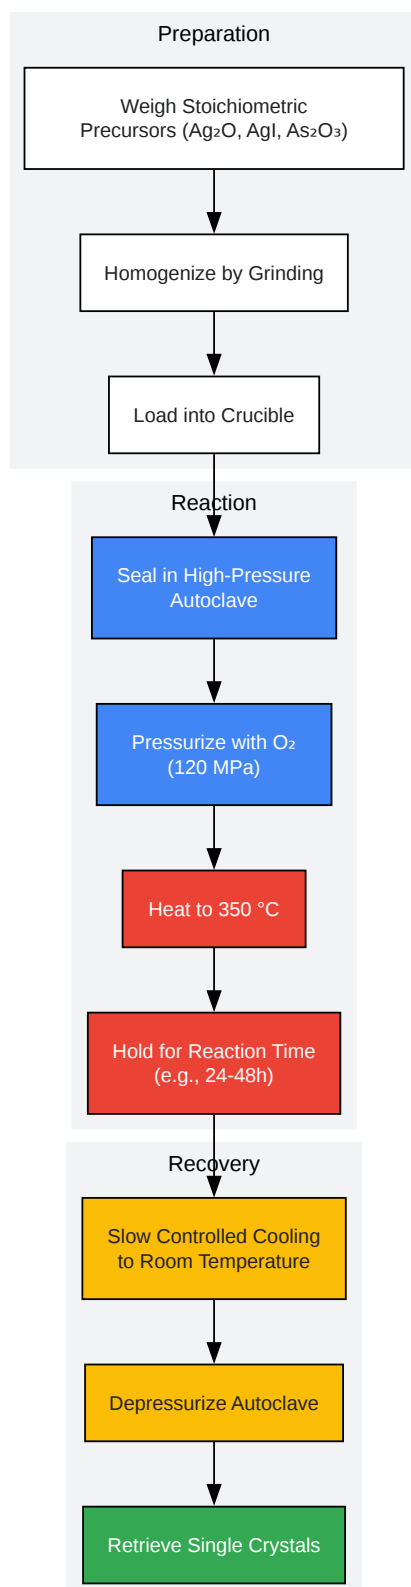 Preparation
Weigh Stoichiometric
Precursors (Ag₂O, AgI, As₂O₃)
Homogenize by Grinding
Load into Crucible
Reaction
Seal in High-Pressure
Autoclave
Pressurize with O₂
(120 MPa)
Heat to 350 °C
Hold for Reaction Time
(e.g., 24-48h)
Recovery
Slow Controlled Cooling
to Room Temperature
Depressurize Autoclave
Retrieve Single Crystals